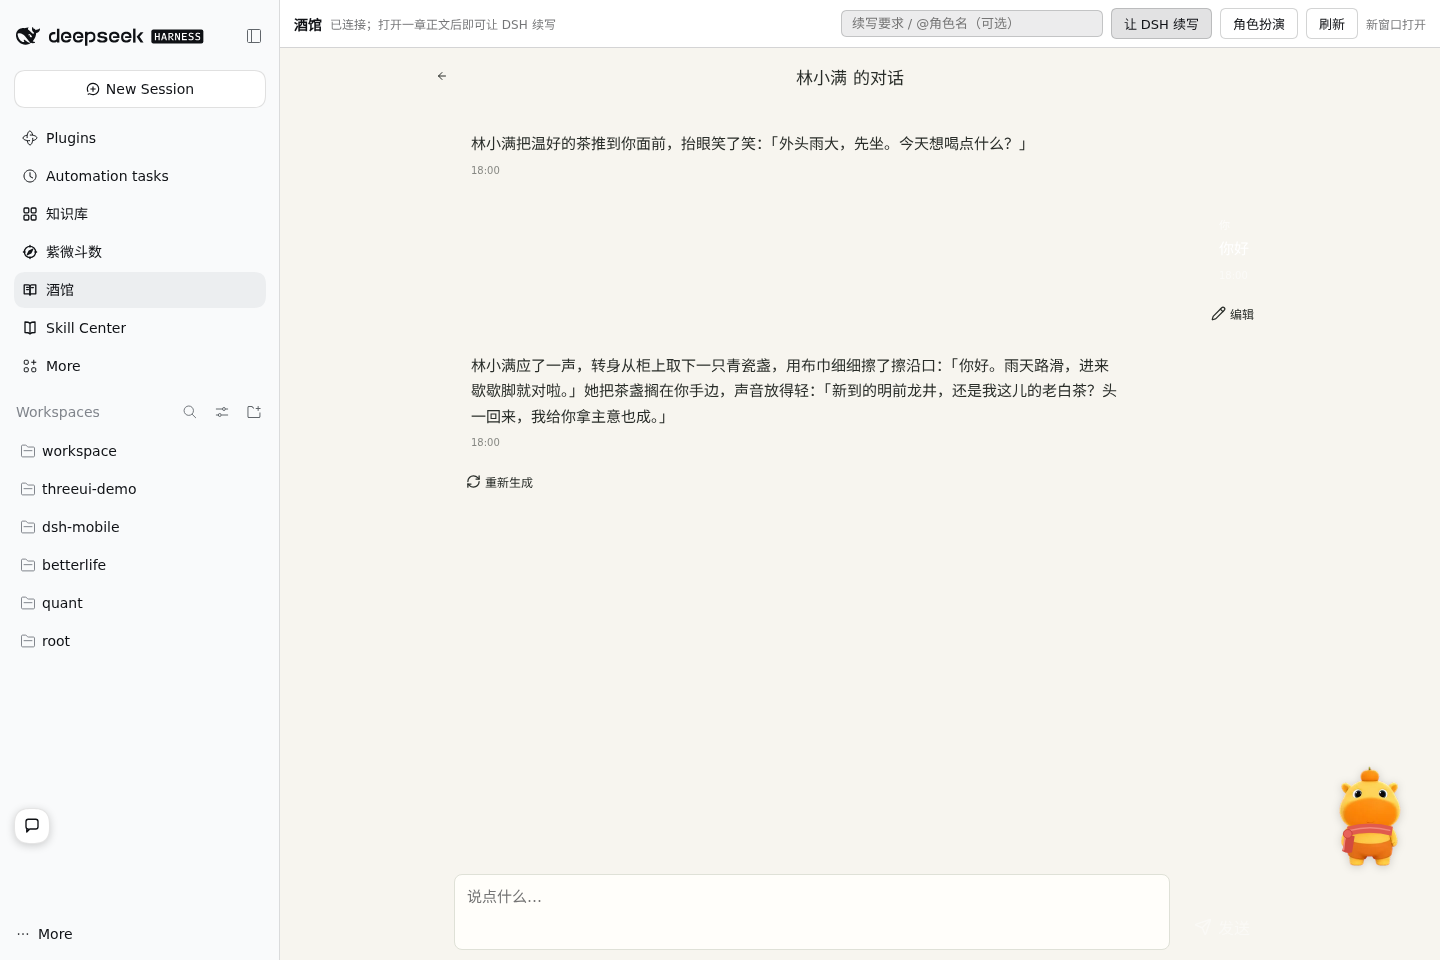 deepseek HARNESS
New Session
Plugins
Automation tasks
知识库
紫微斗数
酒馆
Skill Center
More
Workspaces
workspace
threeui-demo
dsh-mobile
betterlife
quant
root
More
酒馆 已连接；打开一章正文后即可让 DSH 续写
续写要求 / @角色名（可选）
让 DSH 续写
角色扮演
刷新
新窗口打开
林小满 的对话
林小满把温好的茶推到你面前，抬眼笑了笑：「外头雨大，先坐。今天想喝点什么？」
18:00
你好
编辑
林小满应了一声，转身从柜上取下一只青瓷盏，用布巾细细擦了擦沿口：「你好。雨天路滑，进来
歇歇脚就对啦。」她把茶盏搁在你手边，声音放得轻：「新到的明前龙井，还是我这儿的老白茶？头
一回来，我给你拿主意也成。」
18:00
重新生成
说点什么...
发送